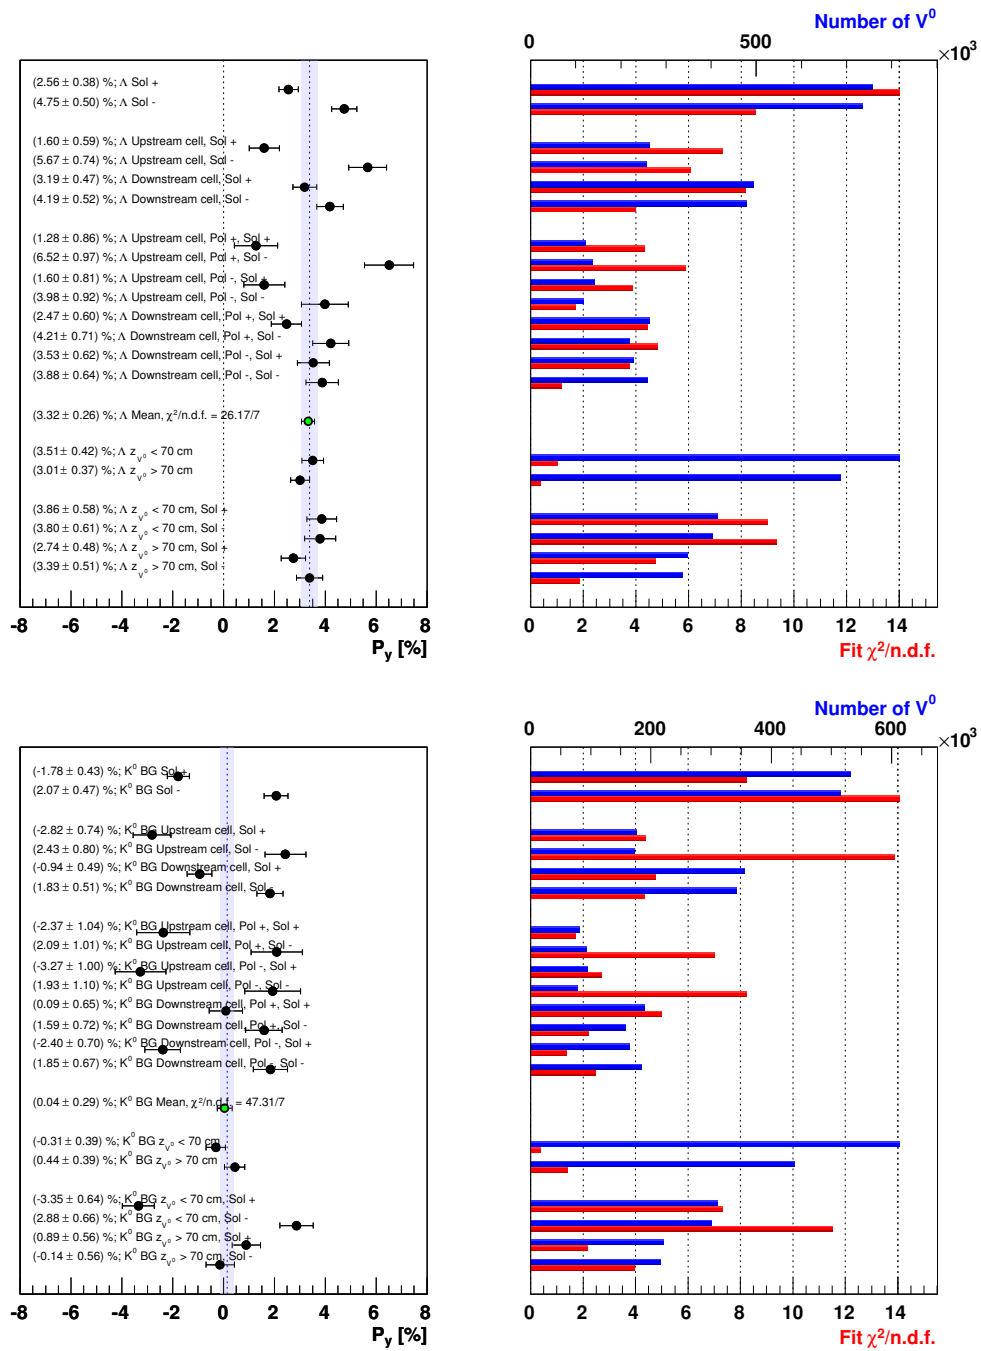 Number of V⁰
0 500 ×10³
(2.56 ± 0.38) %; Λ Sol +
(4.75 ± 0.50) %; Λ Sol -
(1.60 ± 0.59) %; Λ Upstream cell, Sol +
(5.67 ± 0.74) %; Λ Upstream cell, Sol -
(3.19 ± 0.47) %; Λ Downstream cell, Sol +
(4.19 ± 0.52) %; Λ Downstream cell, Sol -
(1.28 ± 0.86) %; Λ Upstream cell, Pol +, Sol +
(6.52 ± 0.97) %; Λ Upstream cell, Pol +, Sol -
(1.60 ± 0.81) %; Λ Upstream cell, Pol -, Sol +
(3.98 ± 0.92) %; Λ Upstream cell, Pol -, Sol -
(2.47 ± 0.60) %; Λ Downstream cell, Pol +, Sol +
(4.21 ± 0.71) %; Λ Downstream cell, Pol +, Sol -
(3.53 ± 0.62) %; Λ Downstream cell, Pol -, Sol +
(3.88 ± 0.64) %; Λ Downstream cell, Pol -, Sol -
(3.32 ± 0.26) %; Λ Mean, χ²/n.d.f. = 26.17/7
(3.51 ± 0.42) %; Λ z_V⁰ < 70 cm
(3.01 ± 0.37) %; Λ z_V⁰ > 70 cm
(3.86 ± 0.58) %; Λ z_V⁰ < 70 cm, Sol +
(3.80 ± 0.61) %; Λ z_V⁰ < 70 cm, Sol -
(2.74 ± 0.48) %; Λ z_V⁰ > 70 cm, Sol +
(3.39 ± 0.51) %; Λ z_V⁰ > 70 cm, Sol -
-8 -6 -4 -2 0 2 4 6 8
P_y [%]
0 2 4 6 8 10 12 14
Fit χ²/n.d.f.
Number of V⁰
0 200 400 600 ×10³
(-1.78 ± 0.43) %; K⁰ BG Sol +
(2.07 ± 0.47) %; K⁰ BG Sol -
(-2.82 ± 0.74) %; K⁰ BG Upstream cell, Sol +
(2.43 ± 0.80) %; K⁰ BG Upstream cell, Sol -
(-0.94 ± 0.49) %; K⁰ BG Downstream cell, Sol +
(1.83 ± 0.51) %; K⁰ BG Downstream cell, Sol -
(-2.37 ± 1.04) %; K⁰ BG Upstream cell, Pol +, Sol +
(2.09 ± 1.01) %; K⁰ BG Upstream cell, Pol +, Sol -
(-3.27 ± 1.00) %; K⁰ BG Upstream cell, Pol -, Sol +
(1.93 ± 1.10) %; K⁰ BG Upstream cell, Pol -, Sol -
(0.09 ± 0.65) %; K⁰ BG Downstream cell, Pol +, Sol +
(1.59 ± 0.72) %; K⁰ BG Downstream cell, Pol +, Sol -
(-2.40 ± 0.70) %; K⁰ BG Downstream cell, Pol -, Sol +
(1.85 ± 0.67) %; K⁰ BG Downstream cell, Pol -, Sol -
(0.04 ± 0.29) %; K⁰ BG Mean, χ²/n.d.f. = 47.31/7
(-0.31 ± 0.39) %; K⁰ BG z_V⁰ < 70 cm
(0.44 ± 0.39) %; K⁰ BG z_V⁰ > 70 cm
(-3.35 ± 0.64) %; K⁰ BG z_V⁰ < 70 cm, Sol +
(2.88 ± 0.66) %; K⁰ BG z_V⁰ < 70 cm, Sol -
(0.89 ± 0.56) %; K⁰ BG z_V⁰ > 70 cm, Sol +
(-0.14 ± 0.56) %; K⁰ BG z_V⁰ > 70 cm, Sol -
-8 -6 -4 -2 0 2 4 6 8
P_y [%]
0 2 4 6 8 10 12 14
Fit χ²/n.d.f.